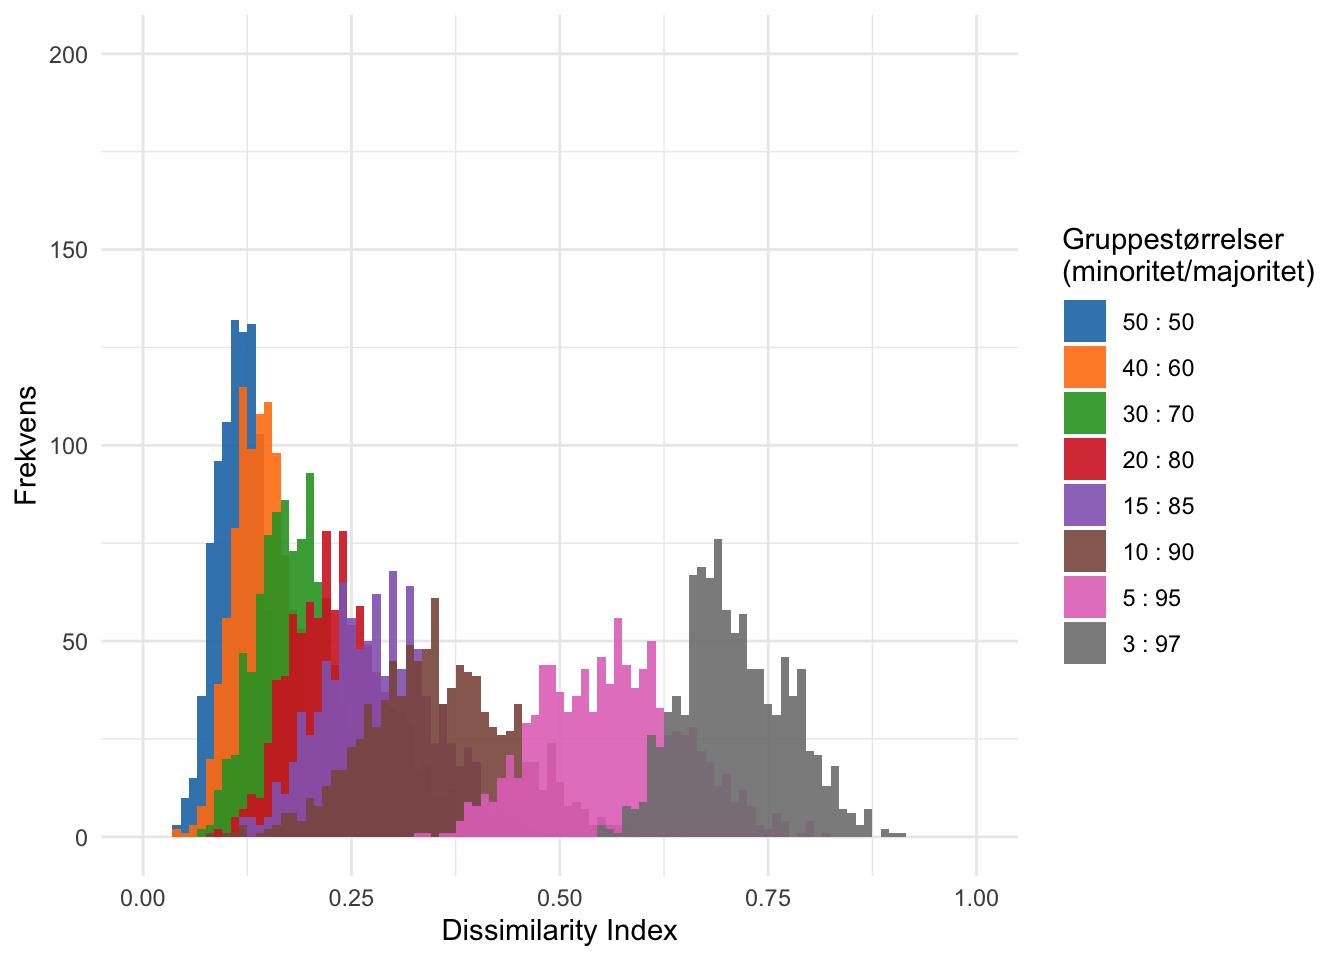 200
150
100
50
0
Frekvens
0.00
0.25
0.50
0.75
1.00
Dissimilarity Index
Gruppestørrelser
(minoritet/majoritet)
50 : 50
40 : 60
30 : 70
20 : 80
15 : 85
10 : 90
5 : 95
3 : 97